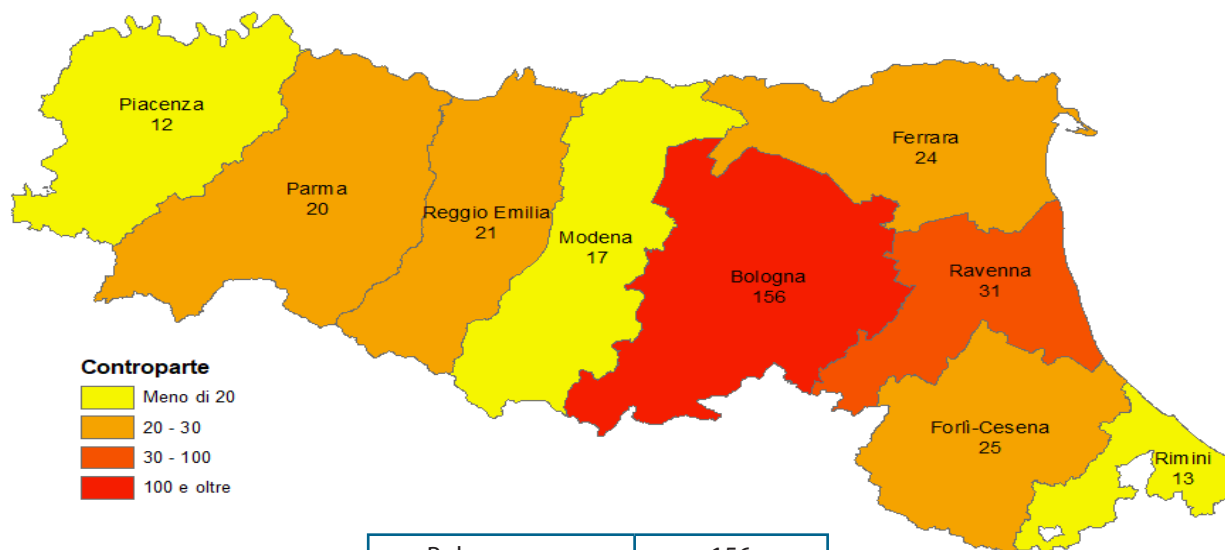 Piacenza
12
Parma
20
Reggio Emilia
21
Modena
17
Bologna
156
Ferrara
24
Ravenna
31
Forlì-Cesena
25
Rimini
13
Controparte
Meno di 20
20 - 30
30 - 100
100 e oltre